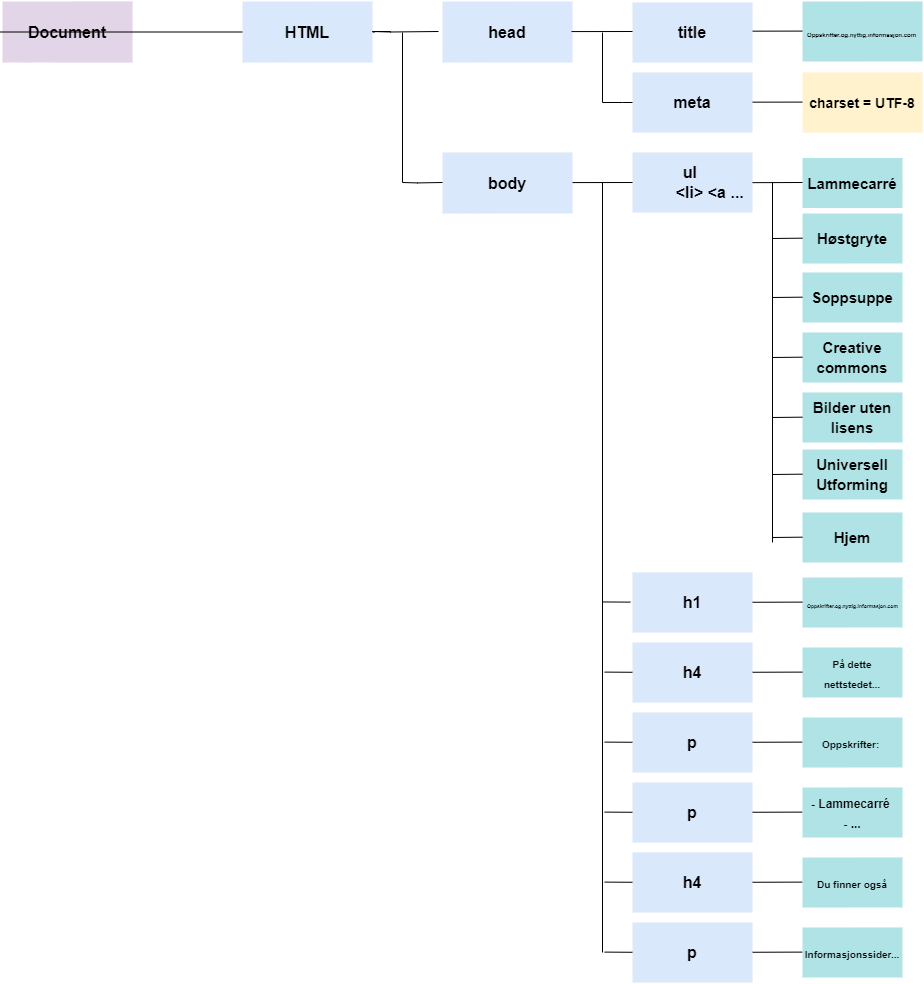 Document
HTML
head
title
Oppskrifter.og.nyttig.informasjon.com
meta
charset = UTF-8
body
ul
<li> <a ...
Lammecarré
Høstgryte
Soppsuppe
Creative
commons
Bilder uten
lisens
Universell
Utforming
Hjem
h1
Oppskrifter.og.nyttig.informasjon.com
h4
På dette
nettstedet...
p
Oppskrifter:
p
- Lammecarré
- ...
h4
Du finner også
p
Informasjonssider...